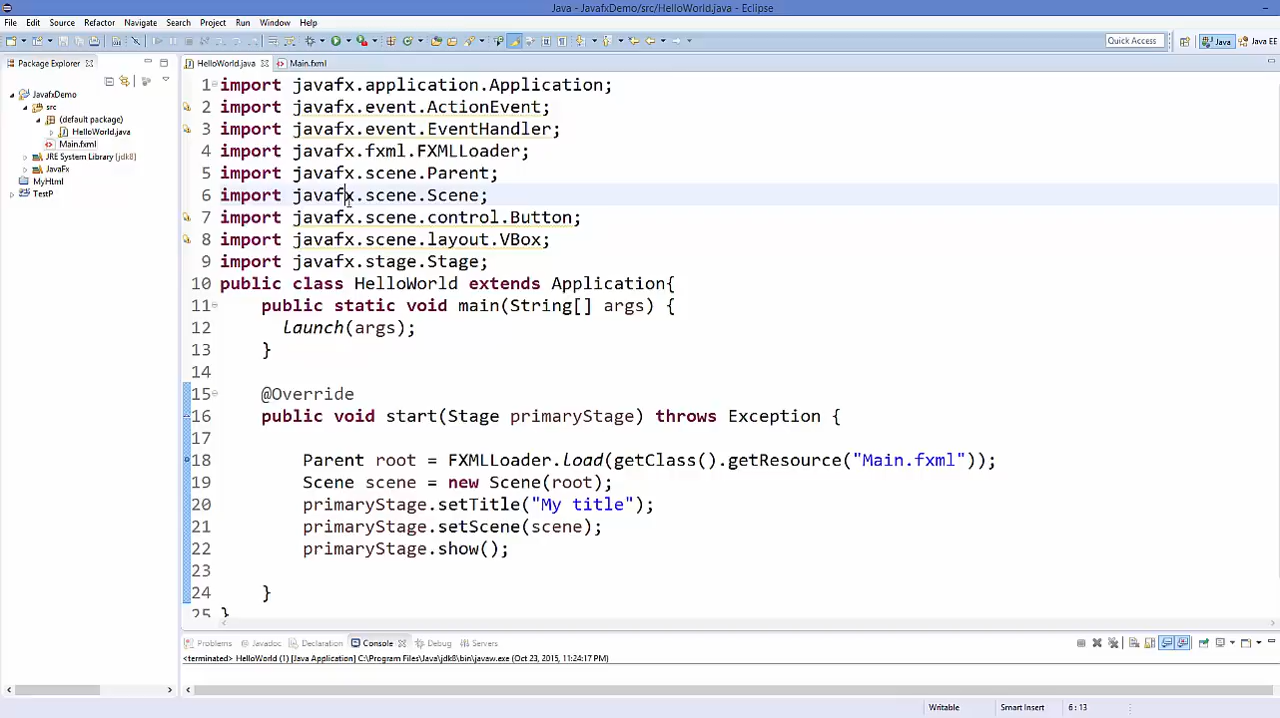 Java - JavafxDemo/src/HelloWorld.java - Eclipse
File Edit Source Refactor Navigate Search Project Run Window Help
Quick Access
Java
Java EE
Package Explorer
HelloWorld.java
Main.fxml
JavafxDemo
src
(default package)
HelloWorld.java
Main.fxml
JRE System Library [jdk8]
JavaFx
MyHtml
TestP
1 import javafx.application.Application;
2 import javafx.event.ActionEvent;
3 import javafx.event.EventHandler;
4 import javafx.fxml.FXMLLoader;
5 import javafx.scene.Parent;
6 import javafx.scene.Scene;
7 import javafx.scene.control.Button;
8 import javafx.scene.layout.VBox;
9 import javafx.stage.Stage;
10 public class HelloWorld extends Application{
11 public static void main(String[] args) {
12 launch(args);
13 }
14
15 @Override
16 public void start(Stage primaryStage) throws Exception {
17
18 Parent root = FXMLLoader.load(getClass().getResource("Main.fxml"));
19 Scene scene = new Scene(root);
20 primaryStage.setTitle("My title");
21 primaryStage.setScene(scene);
22 primaryStage.show();
23
24 }
25 }
Problems Javadoc Declaration Console Debug Servers
<terminated> HelloWorld (1) [Java Application] C:\Program Files\Java\jdk8\bin\javaw.exe (Oct 23, 2015, 11:24:17 PM)
Writable Smart Insert 6 : 13